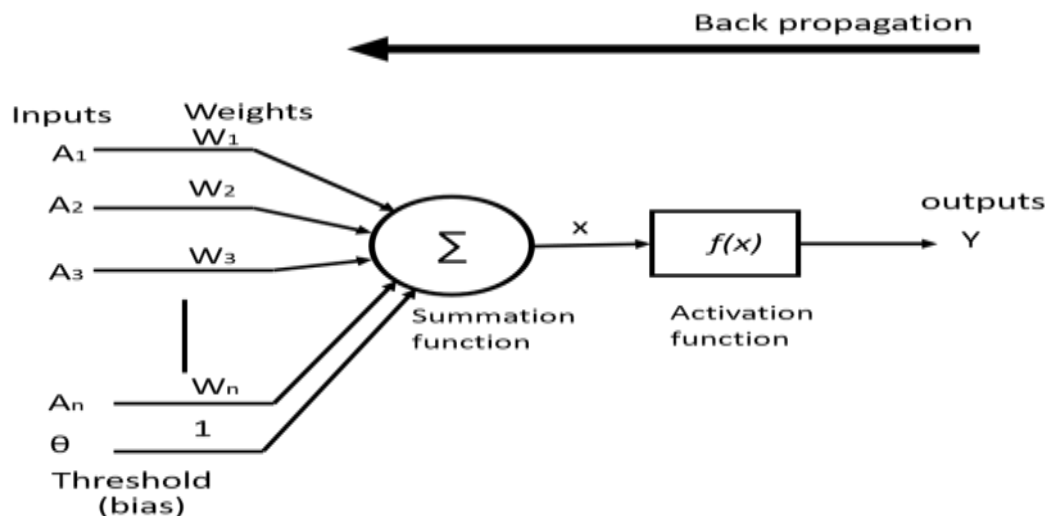 Back propagation
Inputs
Weights
A₁
W₁
A₂
W₂
A₃
W₃
Aₙ
Wₙ
θ
1
Threshold
(bias)
Σ
Summation
function
x
f(x)
Activation
function
outputs
Y